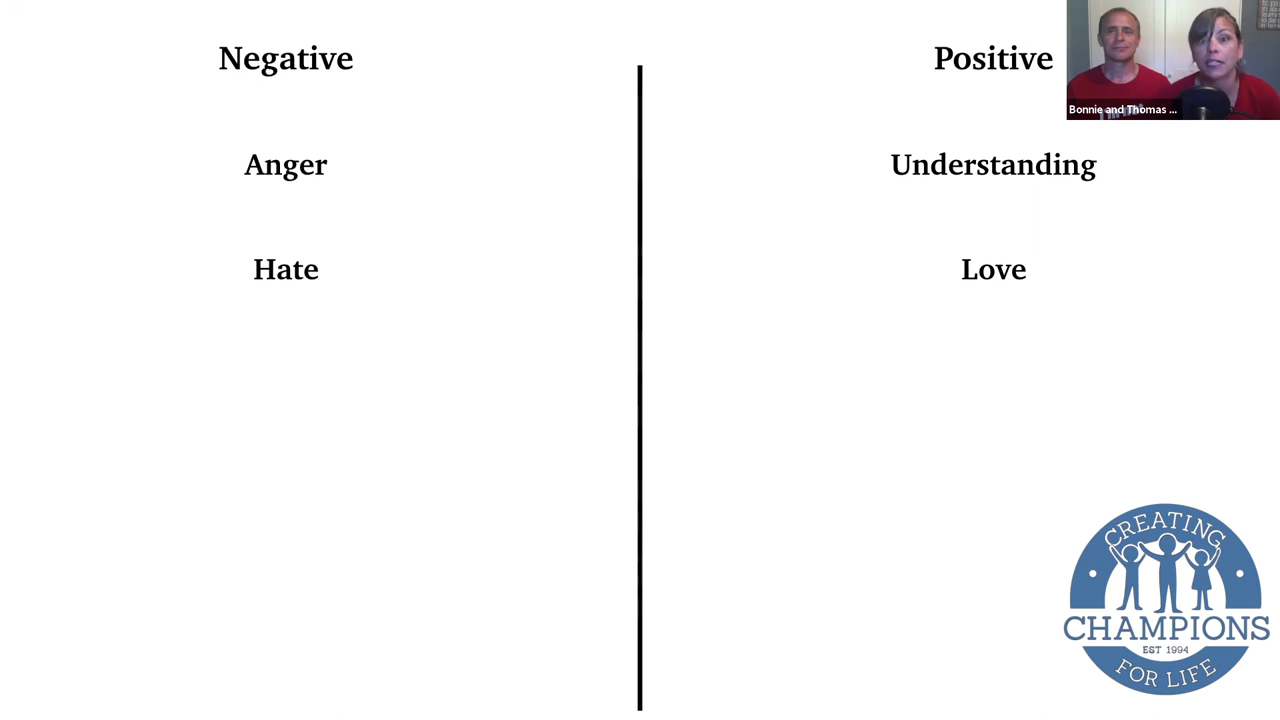 Negative
Positive
Bonnie and Thomas ...
Anger
Understanding
Hate
Love
CREATING
CHAMPIONS
EST 1994
FOR LIFE